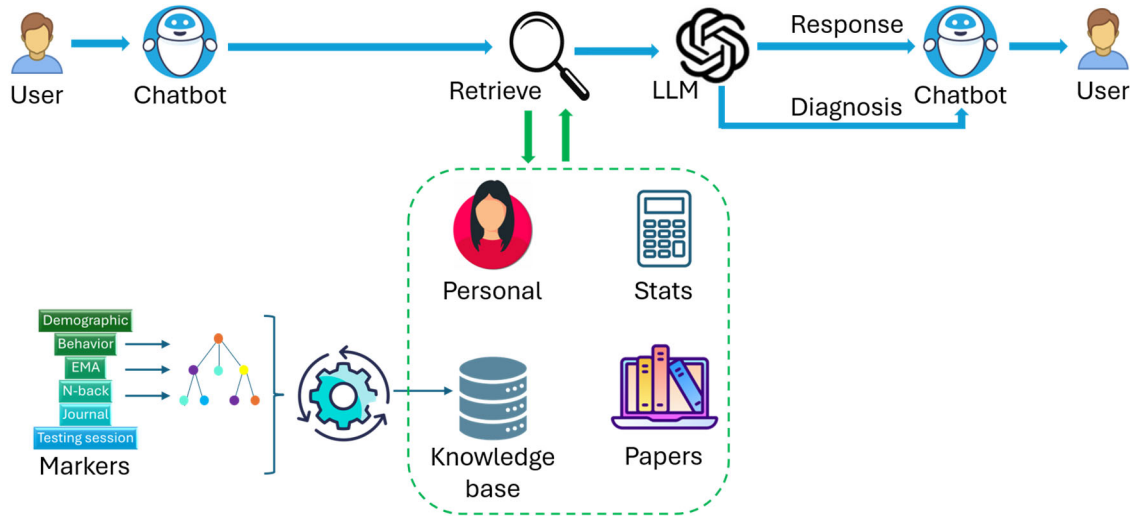 User
Chatbot
Retrieve
LLM
Response
Diagnosis
Chatbot
User
Personal
Stats
Demographic
Behavior
EMA
N-back
Journal
Testing session
Markers
Knowledge
base
Papers